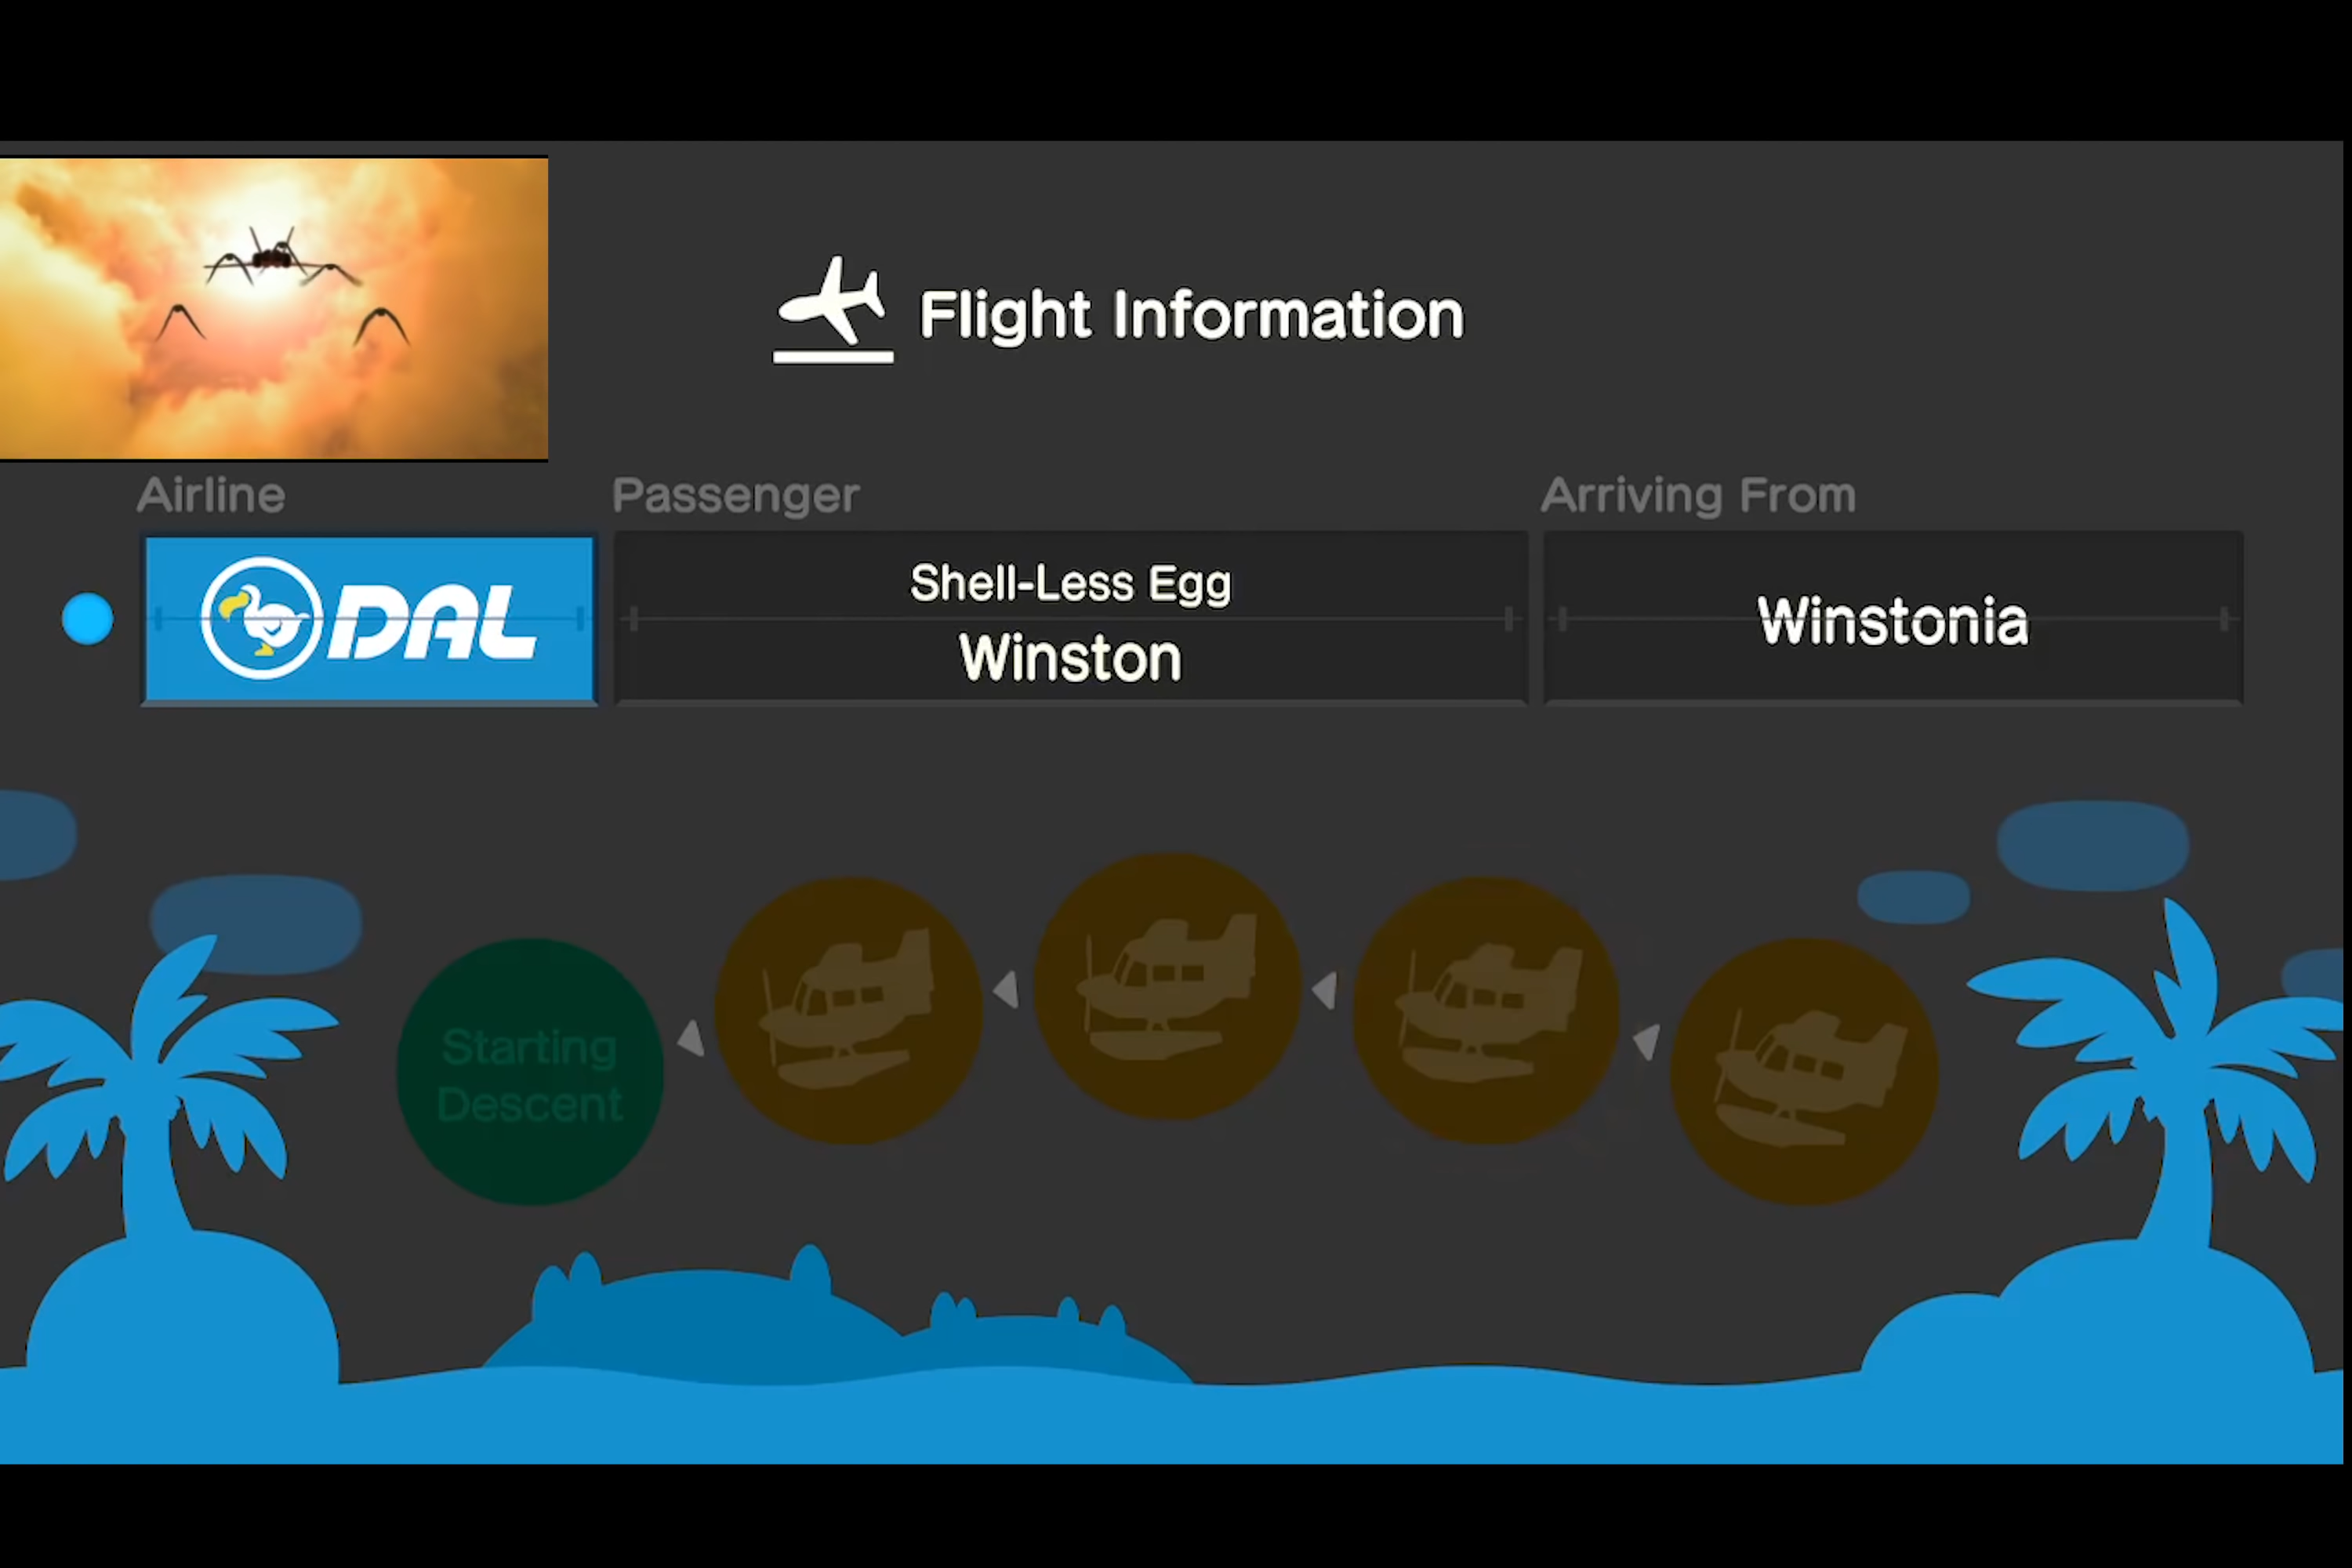 Flight Information
Airline
Passenger
Arriving From
DAL
Shell-Less Egg
Winston
Winstonia
Starting
Descent